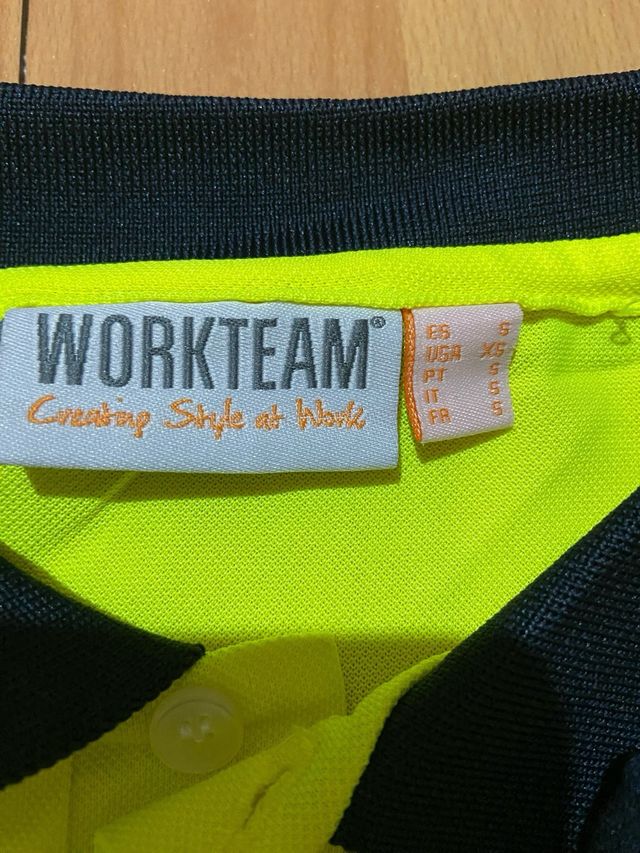 WORKTEAM®
Creating Style at Work
ES S
USA XS
PT S
IT S
FR S